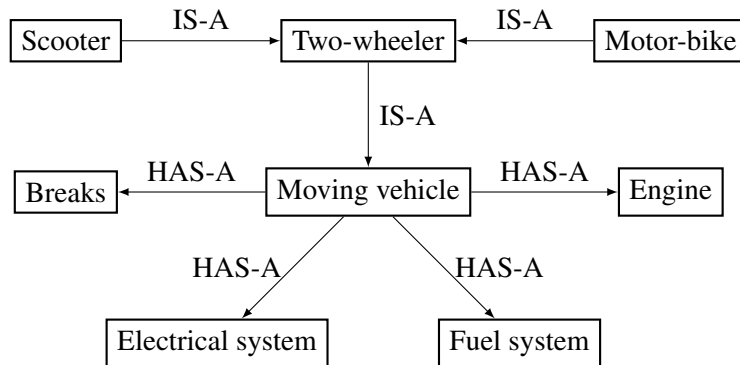 IS-A IS-A
Scooter Two-wheeler Motor-bike
IS-A
HAS-A HAS-A
Breaks Moving vehicle Engine
HAS-A HAS-A
Electrical system Fuel system